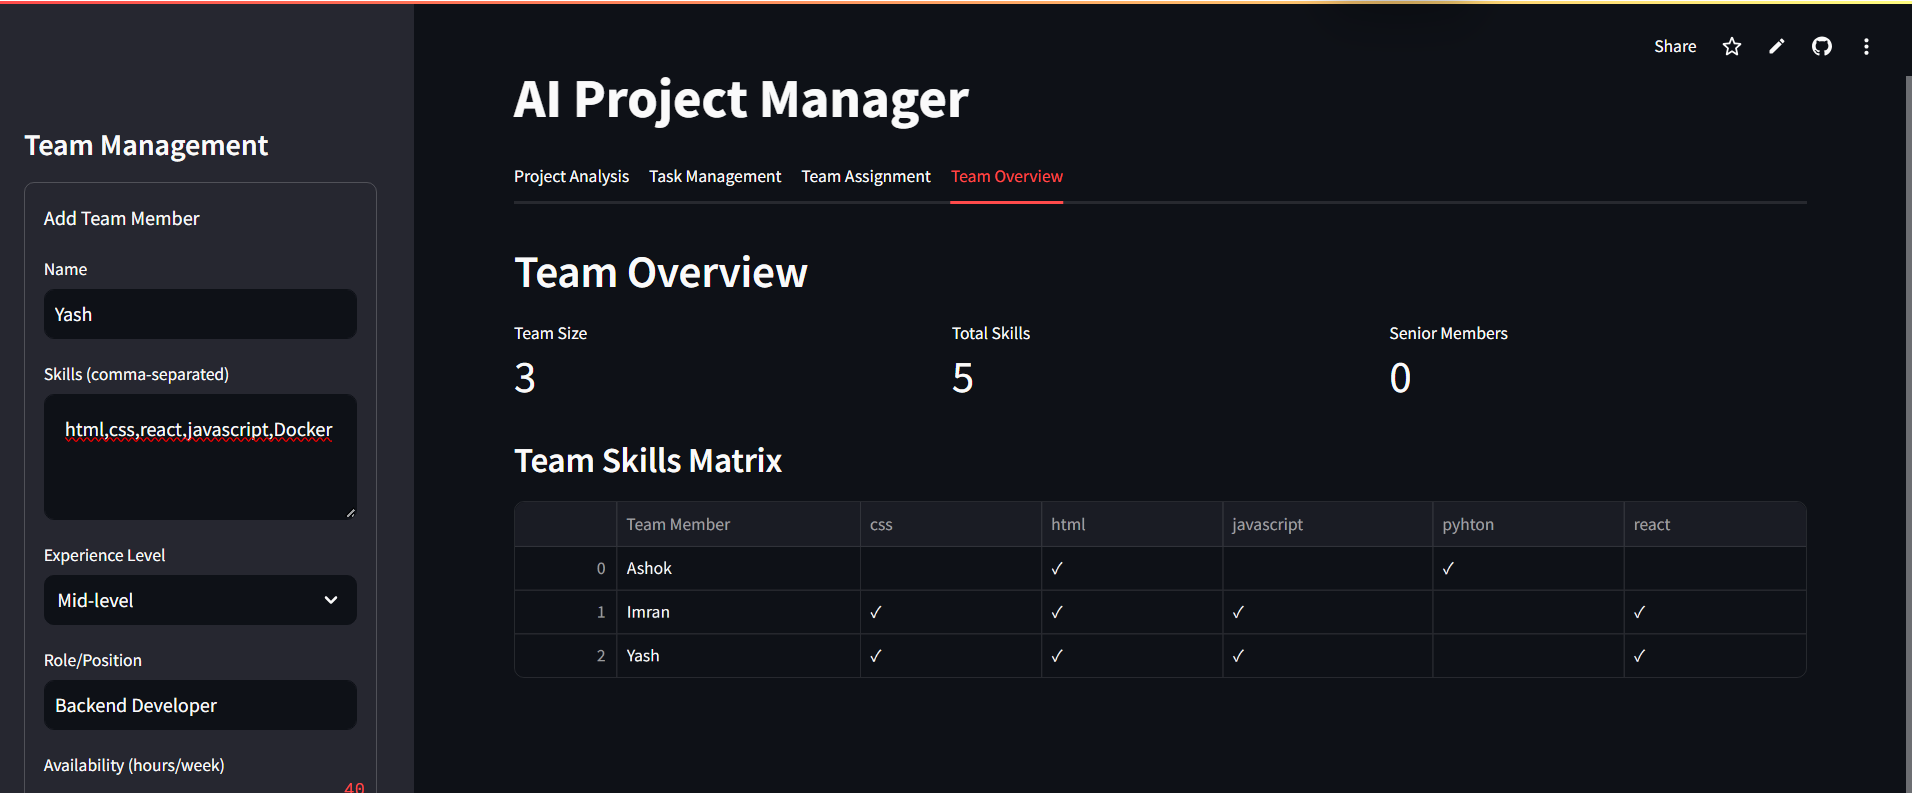 Share
AI Project Manager
Project Analysis Task Management Team Assignment Team Overview
Team Management
Add Team Member
Name
Yash
Skills (comma-separated)
html,css,react,javascript,Docker
Experience Level
Mid-level
Role/Position
Backend Developer
Availability (hours/week)
40
Team Overview
Team Size Total Skills Senior Members
3 5 0
Team Skills Matrix
Team Member css html javascript pyhton react
0 Ashok ✓ ✓
1 Imran ✓ ✓ ✓ ✓
2 Yash ✓ ✓ ✓ ✓